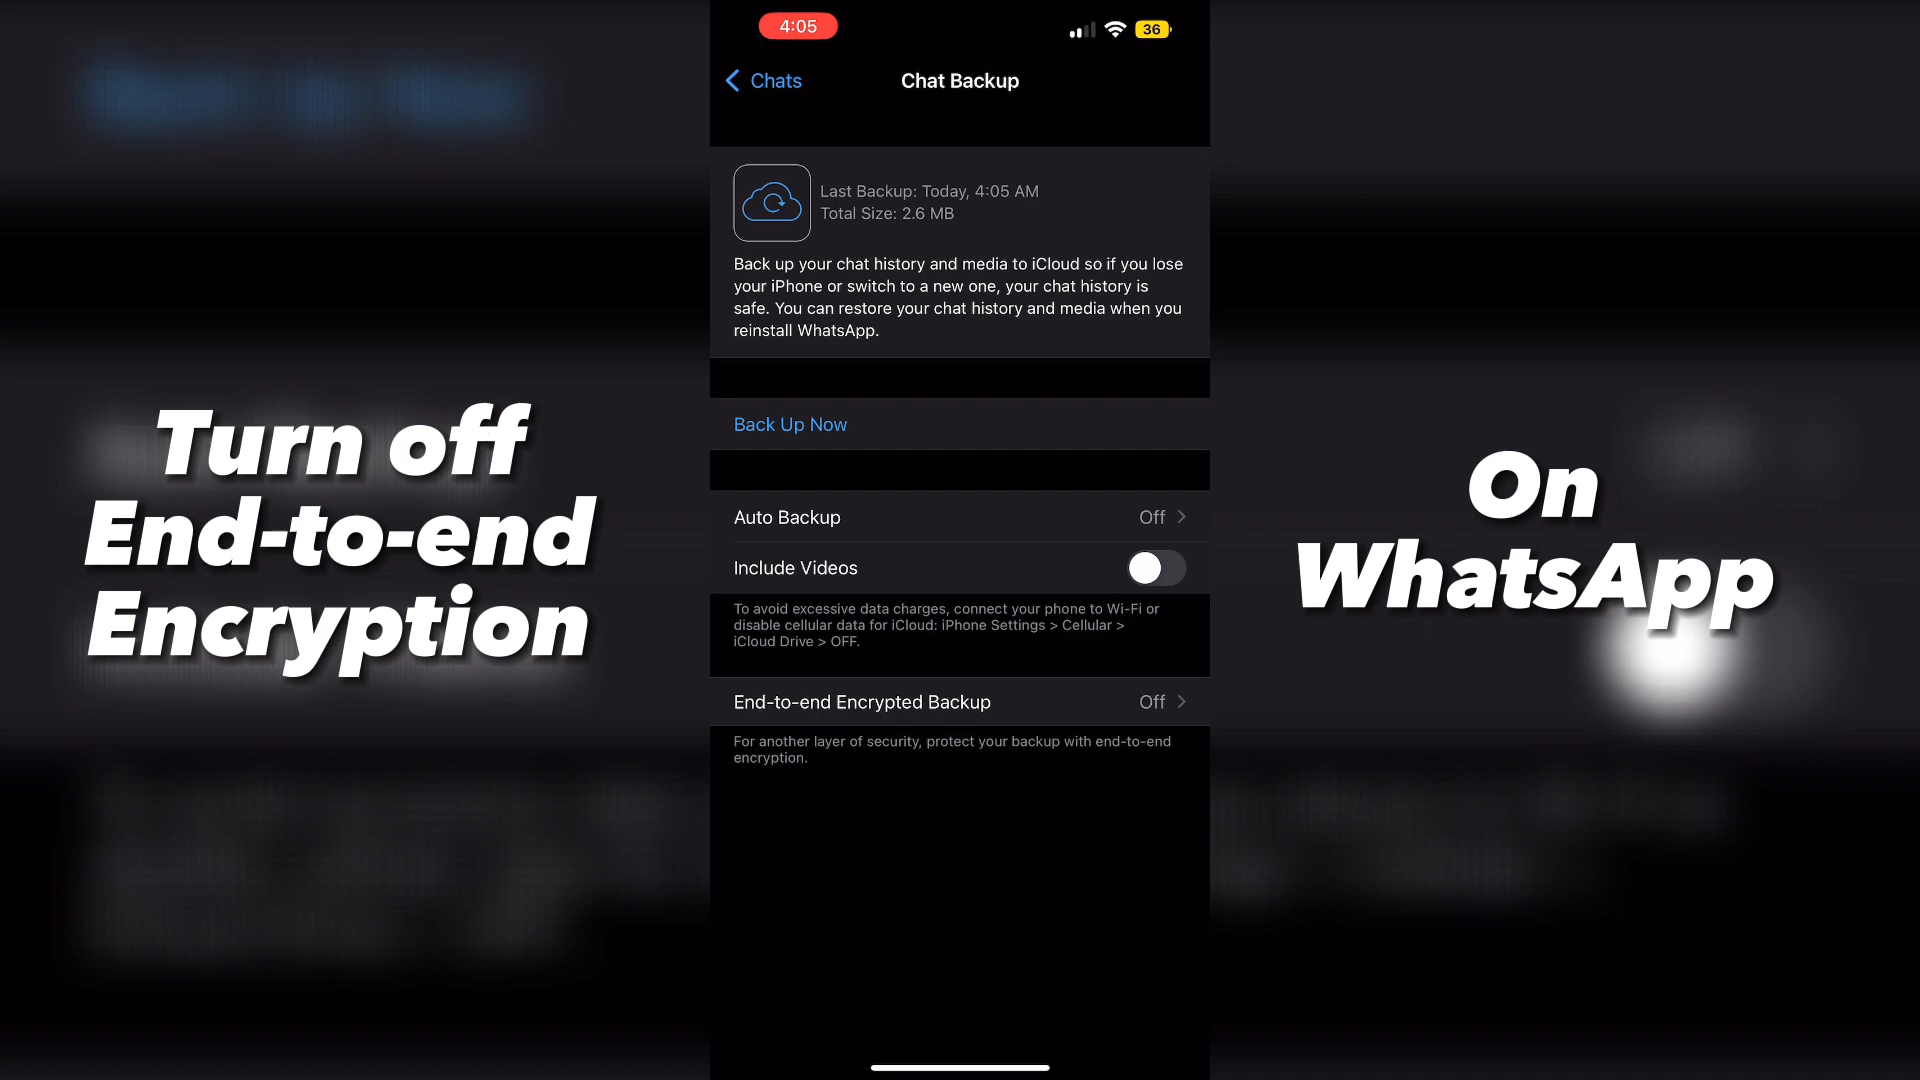 4:05
36
Chats
Chat Backup
Last Backup: Today, 4:05 AM
Total Size: 2.6 MB
Back up your chat history and media to iCloud so if you lose
your iPhone or switch to a new one, your chat history is
safe. You can restore your chat history and media when you
reinstall WhatsApp.
Back Up Now
Turn off
End-to-end
Encryption
On
WhatsApp
Auto Backup Off
Include Videos
To avoid excessive data charges, connect your phone to Wi-Fi or
disable cellular data for iCloud: iPhone Settings > Cellular >
iCloud Drive > OFF.
End-to-end Encrypted Backup Off
For another layer of security, protect your backup with end-to-end
encryption.